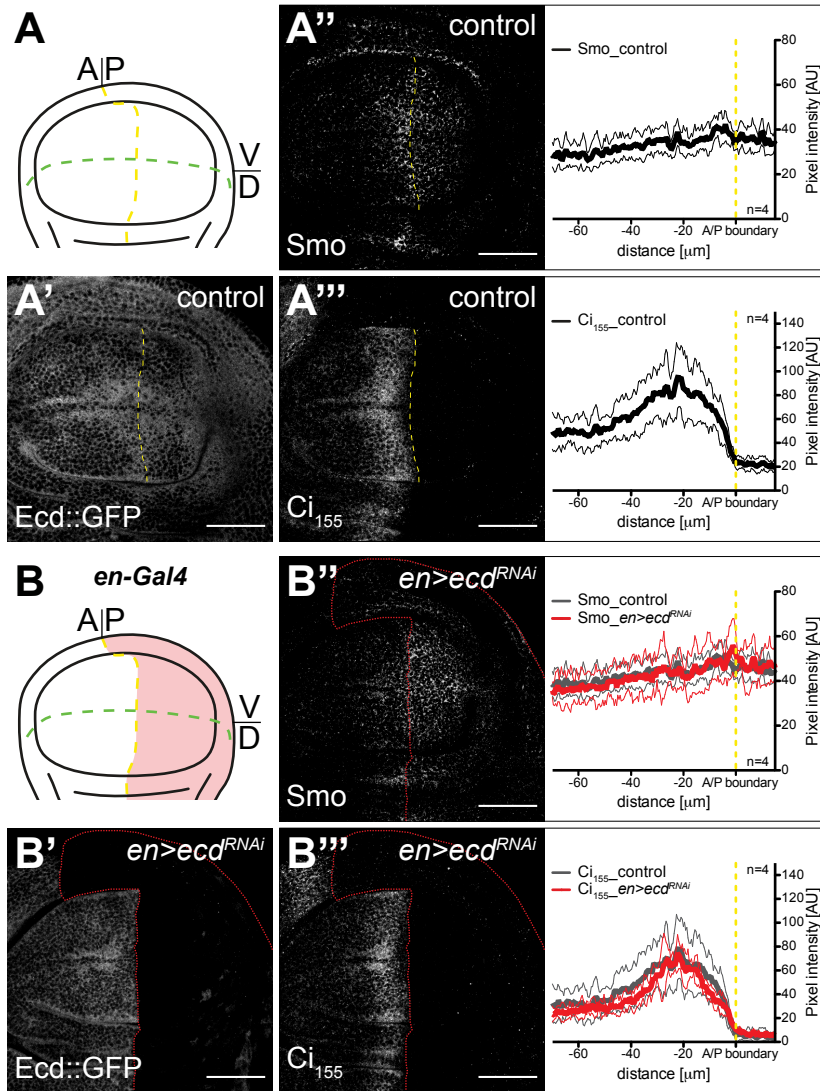 A
A|P
V
D
A''
control
Smo
Smo_control
80
60
40
20
0
Pixel intensity [AU]
n=4
-60
-40
-20
A/P boundary
distance [µm]
A'
control
Ecd::GFP
A'''
control
Ci155
Ci155_control
n=4
140
120
100
80
60
40
20
0
Pixel intensity [AU]
-60
-40
-20
A/P boundary
distance [µm]
B
en-Gal4
A|P
V
D
B''
en>ecdRNAi
Smo
Smo_control
Smo_en>ecdRNAi
80
60
40
20
0
Pixel intensity [AU]
n=4
-60
-40
-20
A/P boundary
distance [µm]
B'
en>ecdRNAi
Ecd::GFP
B'''
en>ecdRNAi
Ci155
Ci155_control
Ci155_en>ecdRNAi
n=4
140
120
100
80
60
40
20
0
Pixel intensity [AU]
-60
-40
-20
A/P boundary
distance [µm]